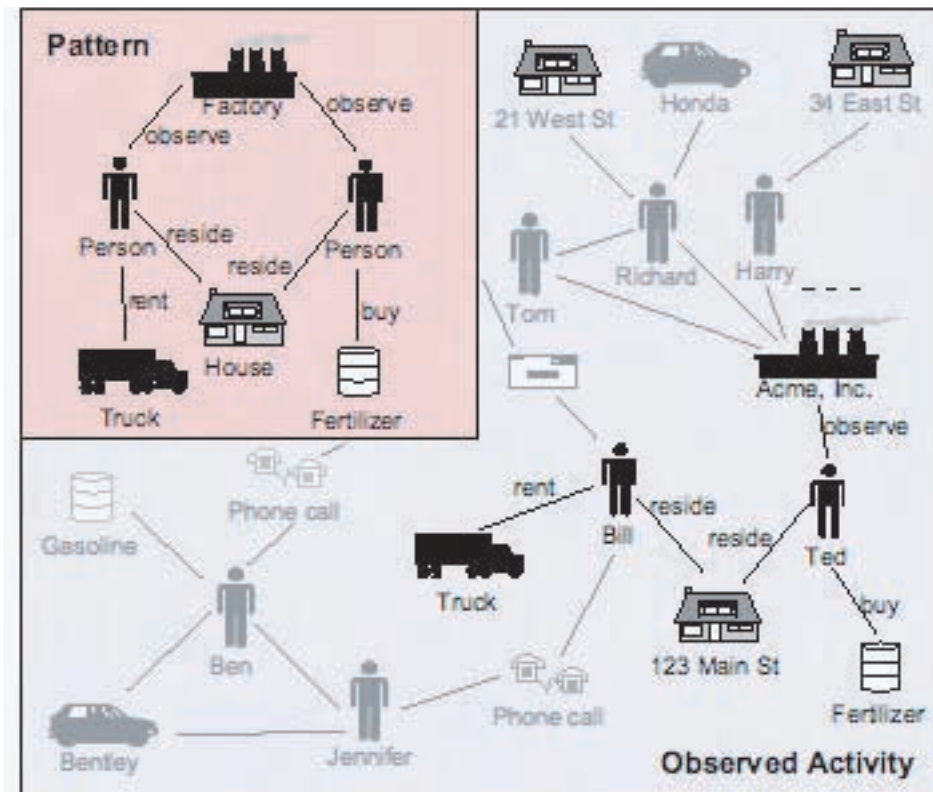 Pattern
Factory
observe
observe
Person
reside
reside
Person
rent
buy
House
Truck
Fertilizer
21 West St
Honda
34 East St
Tom
Richard
Harry
Acme, Inc.
observe
Phone call
Gasoline
rent
Bill
reside
reside
Ted
Truck
buy
Ben
123 Main St
Phone call
Fertilizer
Bentley
Jennifer
Observed Activity